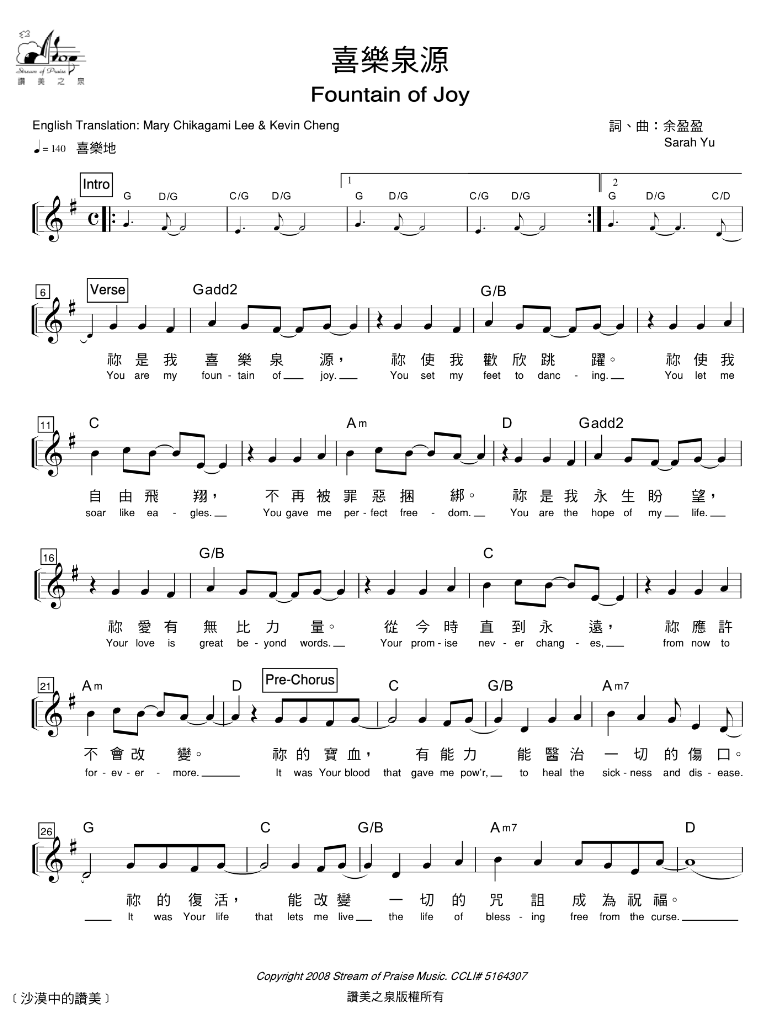 Stream of Praise
讚 美 之 泉
喜樂泉源
Fountain of Joy
English Translation: Mary Chikagami Lee & Kevin Cheng
詞、曲：余盈盈
♩= 140 喜樂地
Sarah Yu
Intro
1
2
G D/G C/G D/G G D/G C/G D/G G D/G C/D
6 Verse Gadd2 G/B
祢 是 我 喜 樂 泉 源， 祢 使 我 歡 欣 跳 躍。 祢 使 我
You are my foun - tain of ___ joy. ___ You set my feet to danc - ing. ___ You let me
11 C Am D Gadd2
自 由 飛 翔， 不 再 被 罪 惡 捆 綁。 祢 是 我 永 生 盼 望，
soar like ea - gles. ___ You gave me per - fect free - dom. ___ You are the hope of my - life. ___
16 G/B C
祢 愛 有 無 比 力 量。 從 今 時 直 到 永 遠， 祢 應 許
Your love is great be - yond words. ___ Your prom - ise nev - er chang - es, ___ from now to
21 Am D Pre-Chorus C G/B Am7
不 會 改 變。 祢 的 寶 血， 有 能 力 能 醫 治 一 切 的 傷 口。
for - ev - er - more. ___ It was Your blood that gave me pow'r, ___ to heal the sick - ness and dis - ease.
26 G C G/B Am7 D
祢 的 復 活， 能 改 變 一 切 的 咒 詛 成 為 祝 福。
___ It was Your life that lets me live ___ the life of bless - ing free from the curse. ___
Copyright 2008 Stream of Praise Music. CCLI# 5164307
﹝沙漠中的讚美﹞
讚美之泉版權所有